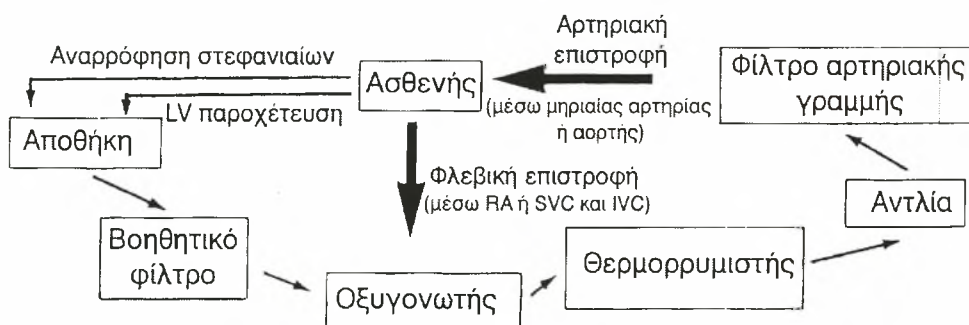 Αρτηριακή
επιστροφή
Αναρρόφηση στεφανιαίων
Ασθενής
Φίλτρο αρτηριακής
γραμμής
LV παροχέτευση
(μέσω μηριαίας αρτηρίας
ή αορτής)
Αποθήκη
Φλεβική επιστροφή
(μέσω RA ή SVC και IVC)
Αντλία
Βοηθητικό
φίλτρο
Θερμορρυμιστής
Οξυγονωτής